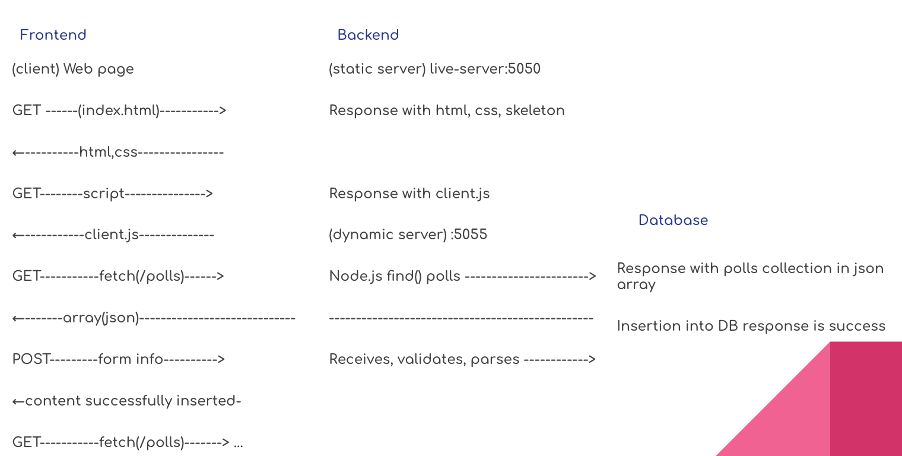 Frontend
(client) Web page
GET ------(index.html)----------->
←-----------html,css----------------
GET--------script--------------->
←------------client.js--------------
GET-----------fetch(/polls)------>
←--------array(json)-----------------------------
POST---------form info----------->
←content successfully inserted-
GET-----------fetch(/polls)-------> ...
Backend
(static server) live-server:5050
Response with html, css, skeleton
Response with client.js
(dynamic server) :5055
Node.js find() polls ----------------------->
------------------------------------------------
Receives, validates, parses ------------>
Database
Response with polls collection in json
array
Insertion into DB response is success